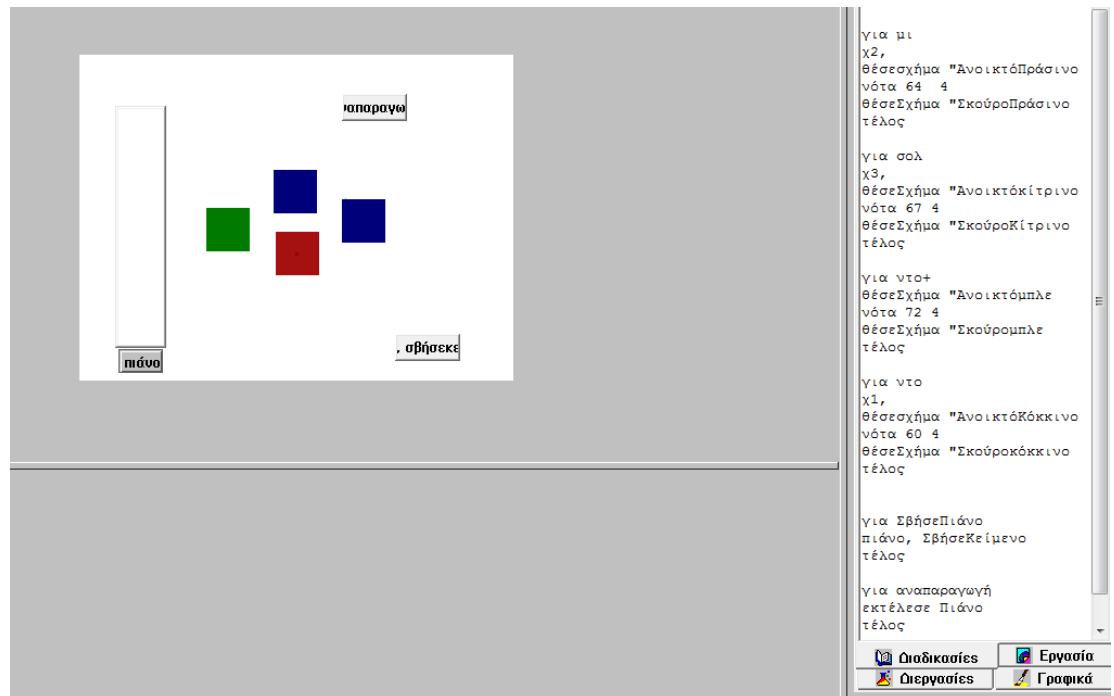 ναπαραγω
, σβήσεκε
πιάνο
για μι
χ2,
θέσεσχήμα "ΑνοικτόΠράσινο
νότα 64  4
θέσεΣχήμα "ΣκούροΠράσινο
τέλος
για σολ
χ3,
θέσεΣχήμα "Ανοικτόκίτρινο
νότα 67 4
θέσεΣχήμα "ΣκούροΚίτρινο
τέλος
για ντο+
θέσεΣχήμα "Ανοικτόμπλε
νότα 72 4
θέσεΣχήμα "Σκούρομπλε
τέλος
για ντο
χ1,
θέσεσχήμα "ΑνοικτόΚόκκινο
νότα 60 4
θέσεΣχήμα "Σκούροκόκκινο
τέλος
για ΣβήσεΠιάνο
πιάνο, ΣβήσεΚείμενο
τέλος
για αναπαραγωγή
εκτέλεσε Πιάνο
τέλος
Διαδικασίες
Εργασία
Διεργασίες
Γραφικά